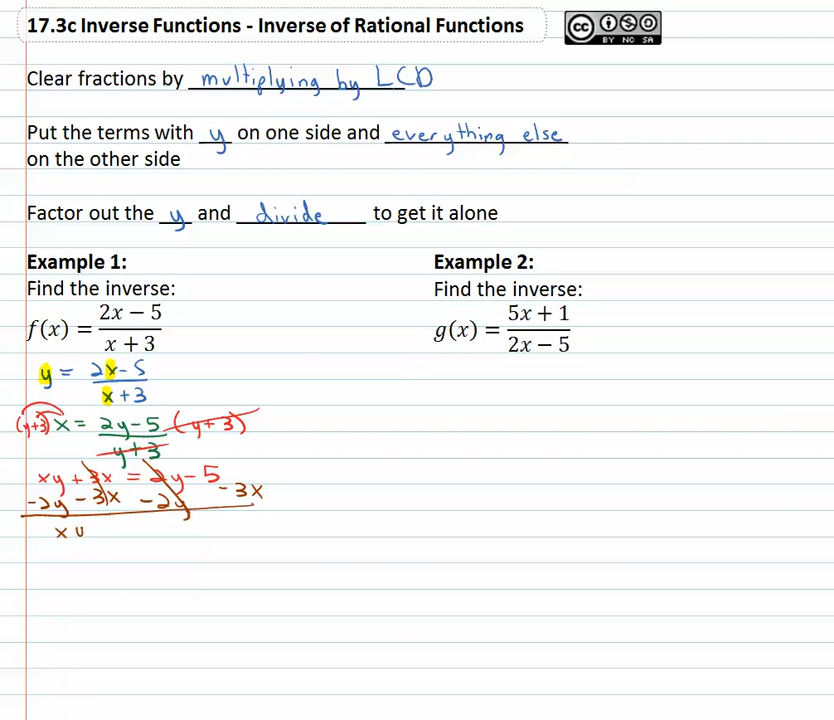 17.3c Inverse Functions - Inverse of Rational Functions
cc BY NC SA
Clear fractions by multiplying by LCD
Put the terms with y on one side and everything else
on the other side
Factor out the y and divide to get it alone
Example 1:
Find the inverse:
f(x) = (2x − 5)/(x + 3)
y = (2x-5)/(x+3)
(y+3) x = (2y-5)/(y+3) (y+3)
xy + 3x = 2y - 5
-2y - 3x -2y - 3x
x y
Example 2:
Find the inverse:
g(x) = (5x + 1)/(2x − 5)